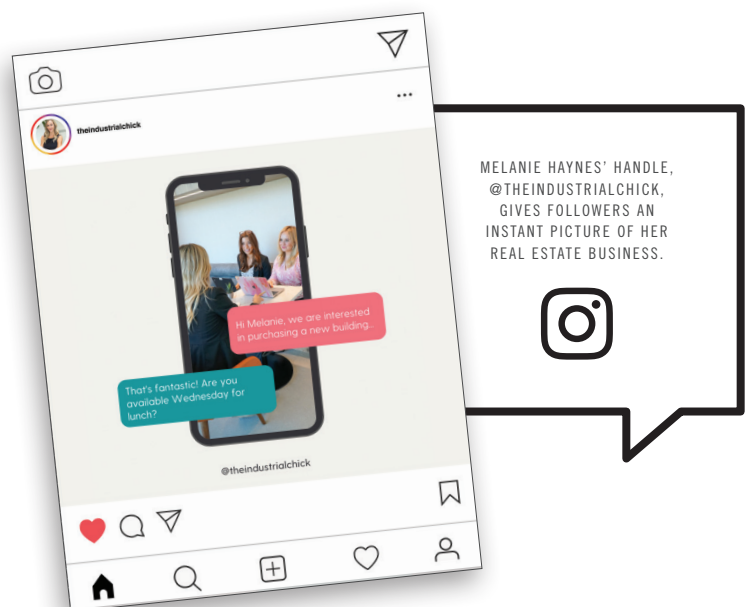 theindustrialchick
Hi Melanie, we are interested
in purchasing a new building...
That's fantastic! Are you
available Wednesday for
lunch?
@theindustrialchick
MELANIE HAYNES' HANDLE,
@THEINDUSTRIALCHICK,
GIVES FOLLOWERS AN
INSTANT PICTURE OF HER
REAL ESTATE BUSINESS.